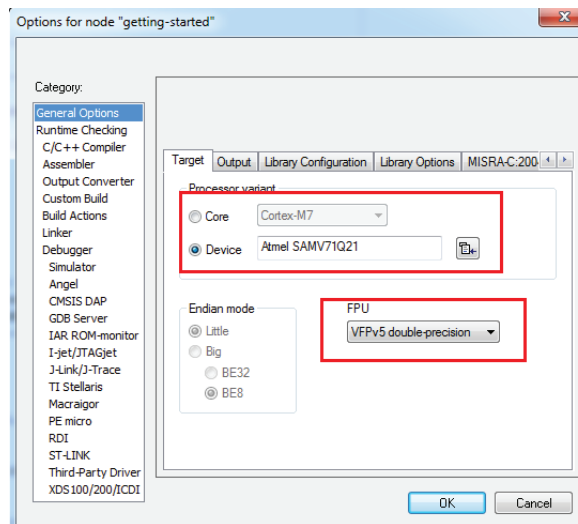 Options for node "getting-started"
Category:
General Options
Runtime Checking
C/C++ Compiler
Assembler
Output Converter
Custom Build
Build Actions
Linker
Debugger
Simulator
Angel
CMSIS DAP
GDB Server
IAR ROM-monitor
I-jet/JTAGjet
J-Link/J-Trace
TI Stellaris
Macraigor
PE micro
RDI
ST-LINK
Third-Party Driver
XDS100/200/ICDI
Target Output Library Configuration Library Options MISRA-C:200
Processor variant
Core Cortex-M7
Device Atmel SAMV71Q21
Endian mode
Little
Big
BE32
BE8
FPU
VFPv5 double-precision
OK Cancel